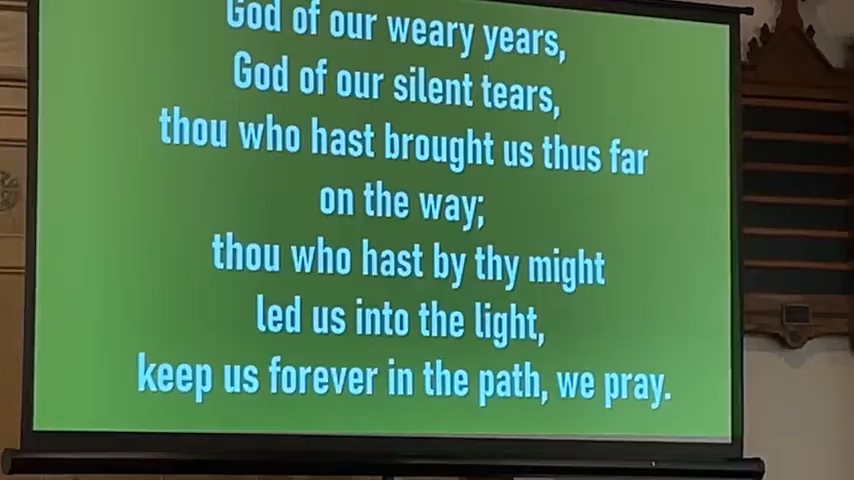 God of our weary years,
God of our silent tears,
thou who hast brought us thus far
on the way;
thou who hast by thy might
led us into the light,
keep us forever in the path, we pray.